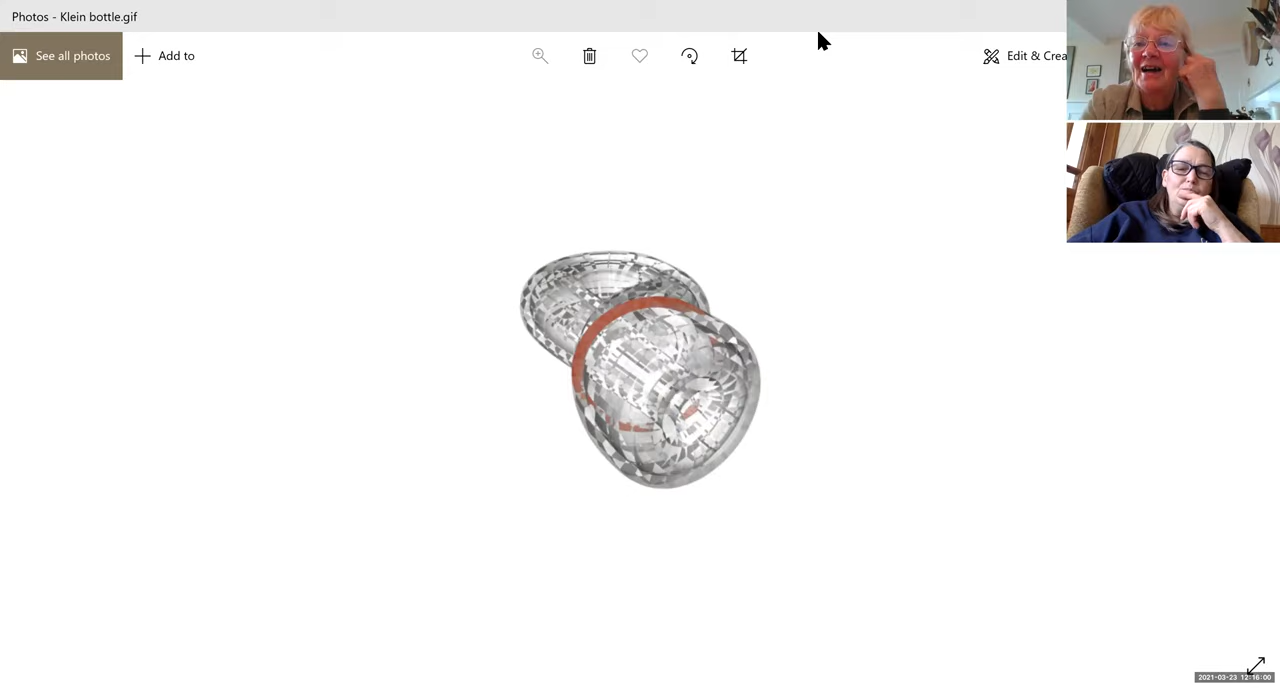 Photos - Klein bottle.gif
See all photos
Add to
Edit & Crea
2021-03-23 12:16:00